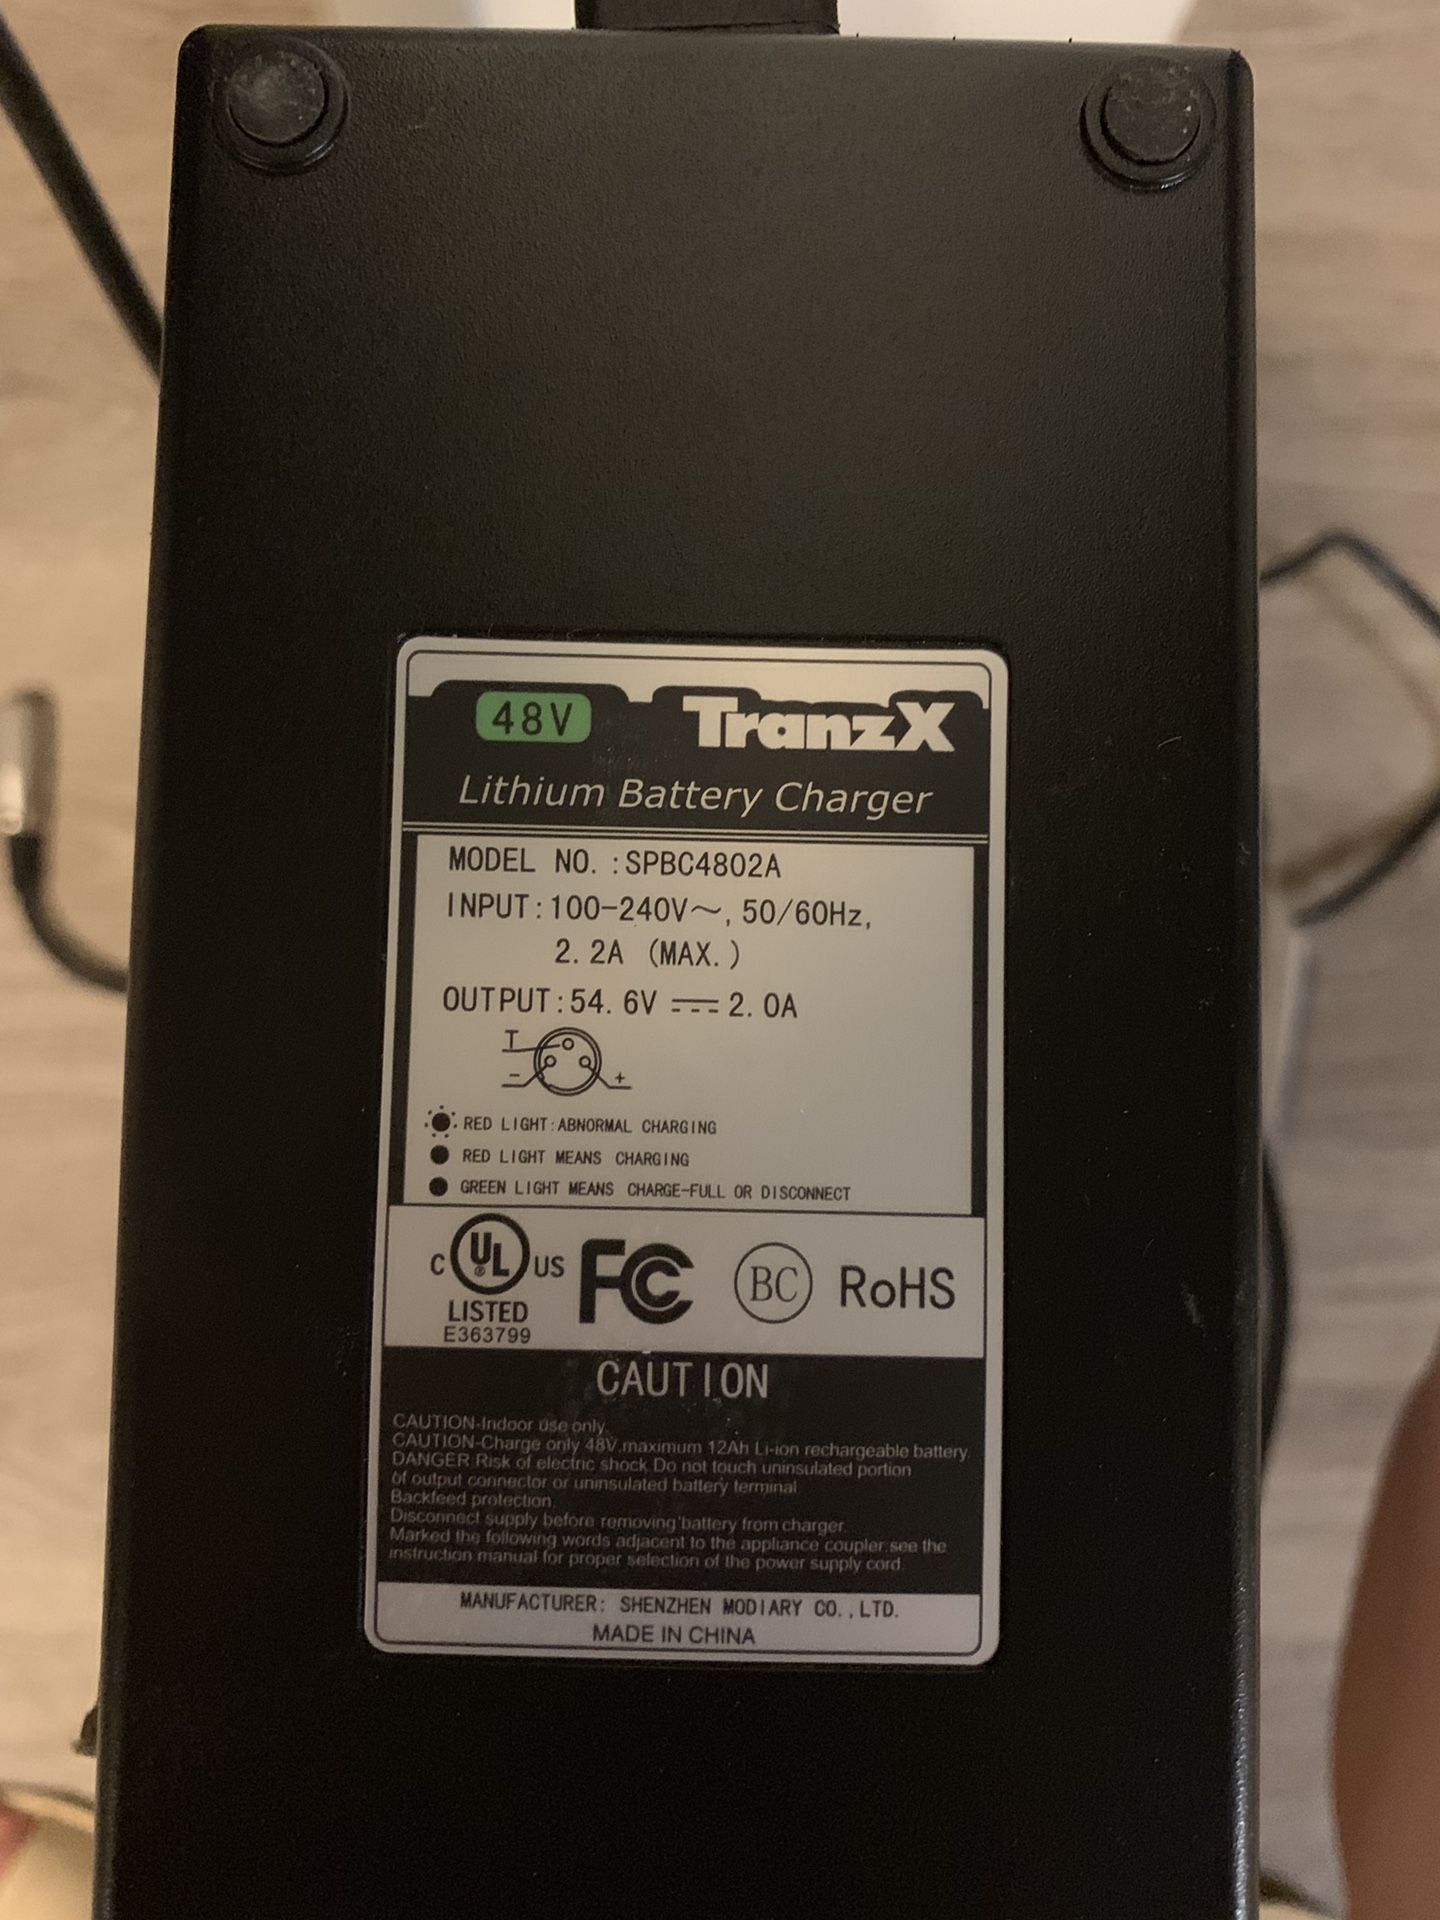 48V TranzX
Lithium Battery Charger
MODEL NO.:SPBC4802A
INPUT:100-240V~, 50/60Hz,
2.2A (MAX.)
OUTPUT:54.6V⎓2.0A
T
- +
RED LIGHT:ABNORMAL CHARGING
RED LIGHT MEANS CHARGING
GREEN LIGHT MEANS CHARGE-FULL OR DISCONNECT
C UL® US FC BC RoHS
LISTED
E363799
CAUTION
CAUTION-Indoor use only.
CAUTION-Charge only 48V,maximum 12Ah Li-ion rechargeable battery.
DANGER Risk of electric shock Do not touch uninsulated portion
of output connector or uninsulated battery terminal
Backfeed protection.
Disconnect supply before removing battery from charger.
Marked the following words adjacent to the appliance coupler,see the
instruction manual for proper selection of the power supply cord.
MANUFACTURER: SHENZHEN MODIARY CO.,LTD.
MADE IN CHINA